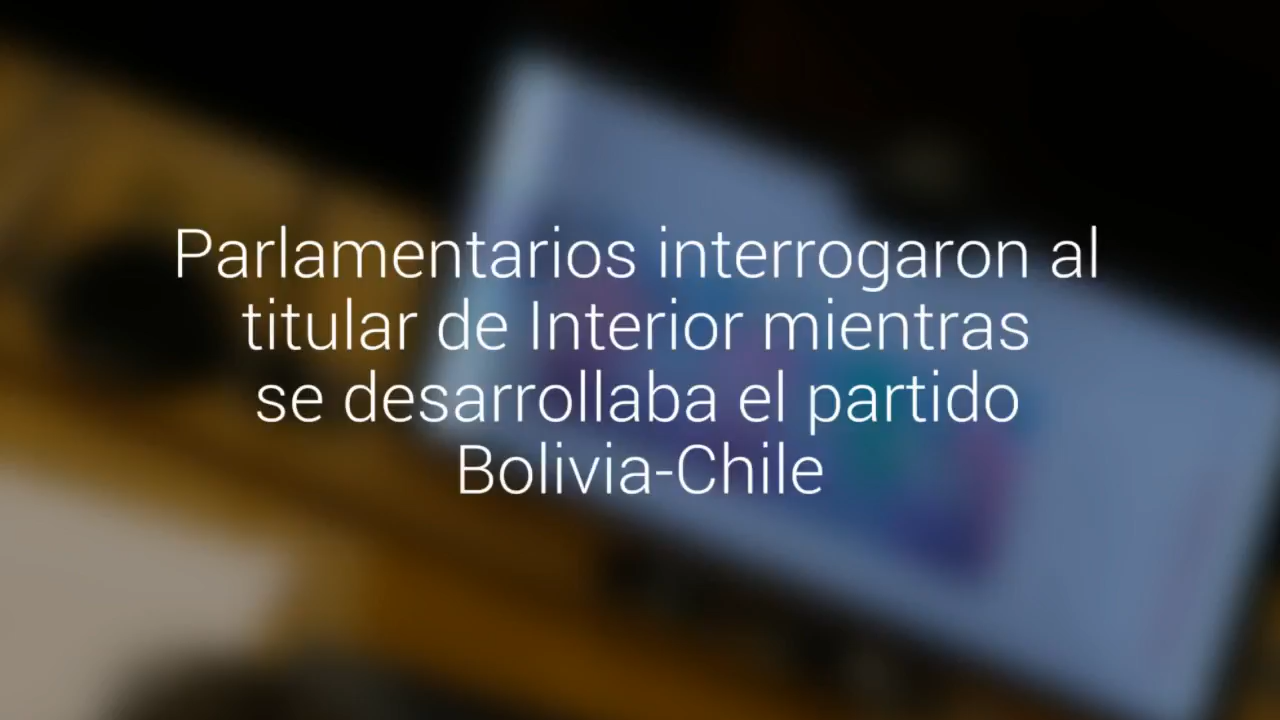 Parlamentarios interrogaron al
titular de Interior mientras
se desarrollaba el partido
Bolivia-Chile